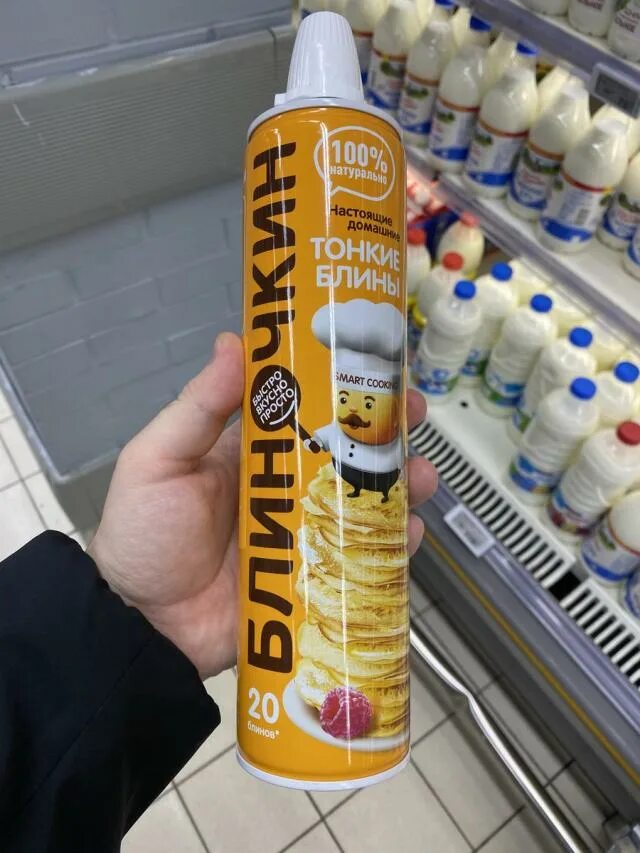 100%
натурально
Настоящие
домашние
ТОНКИЕ
БЛИНЫ
БЛИНОЧКИН
БЫСТРО
ВКУСНО
ПРОСТО
SMART COOKING
20
блинов*